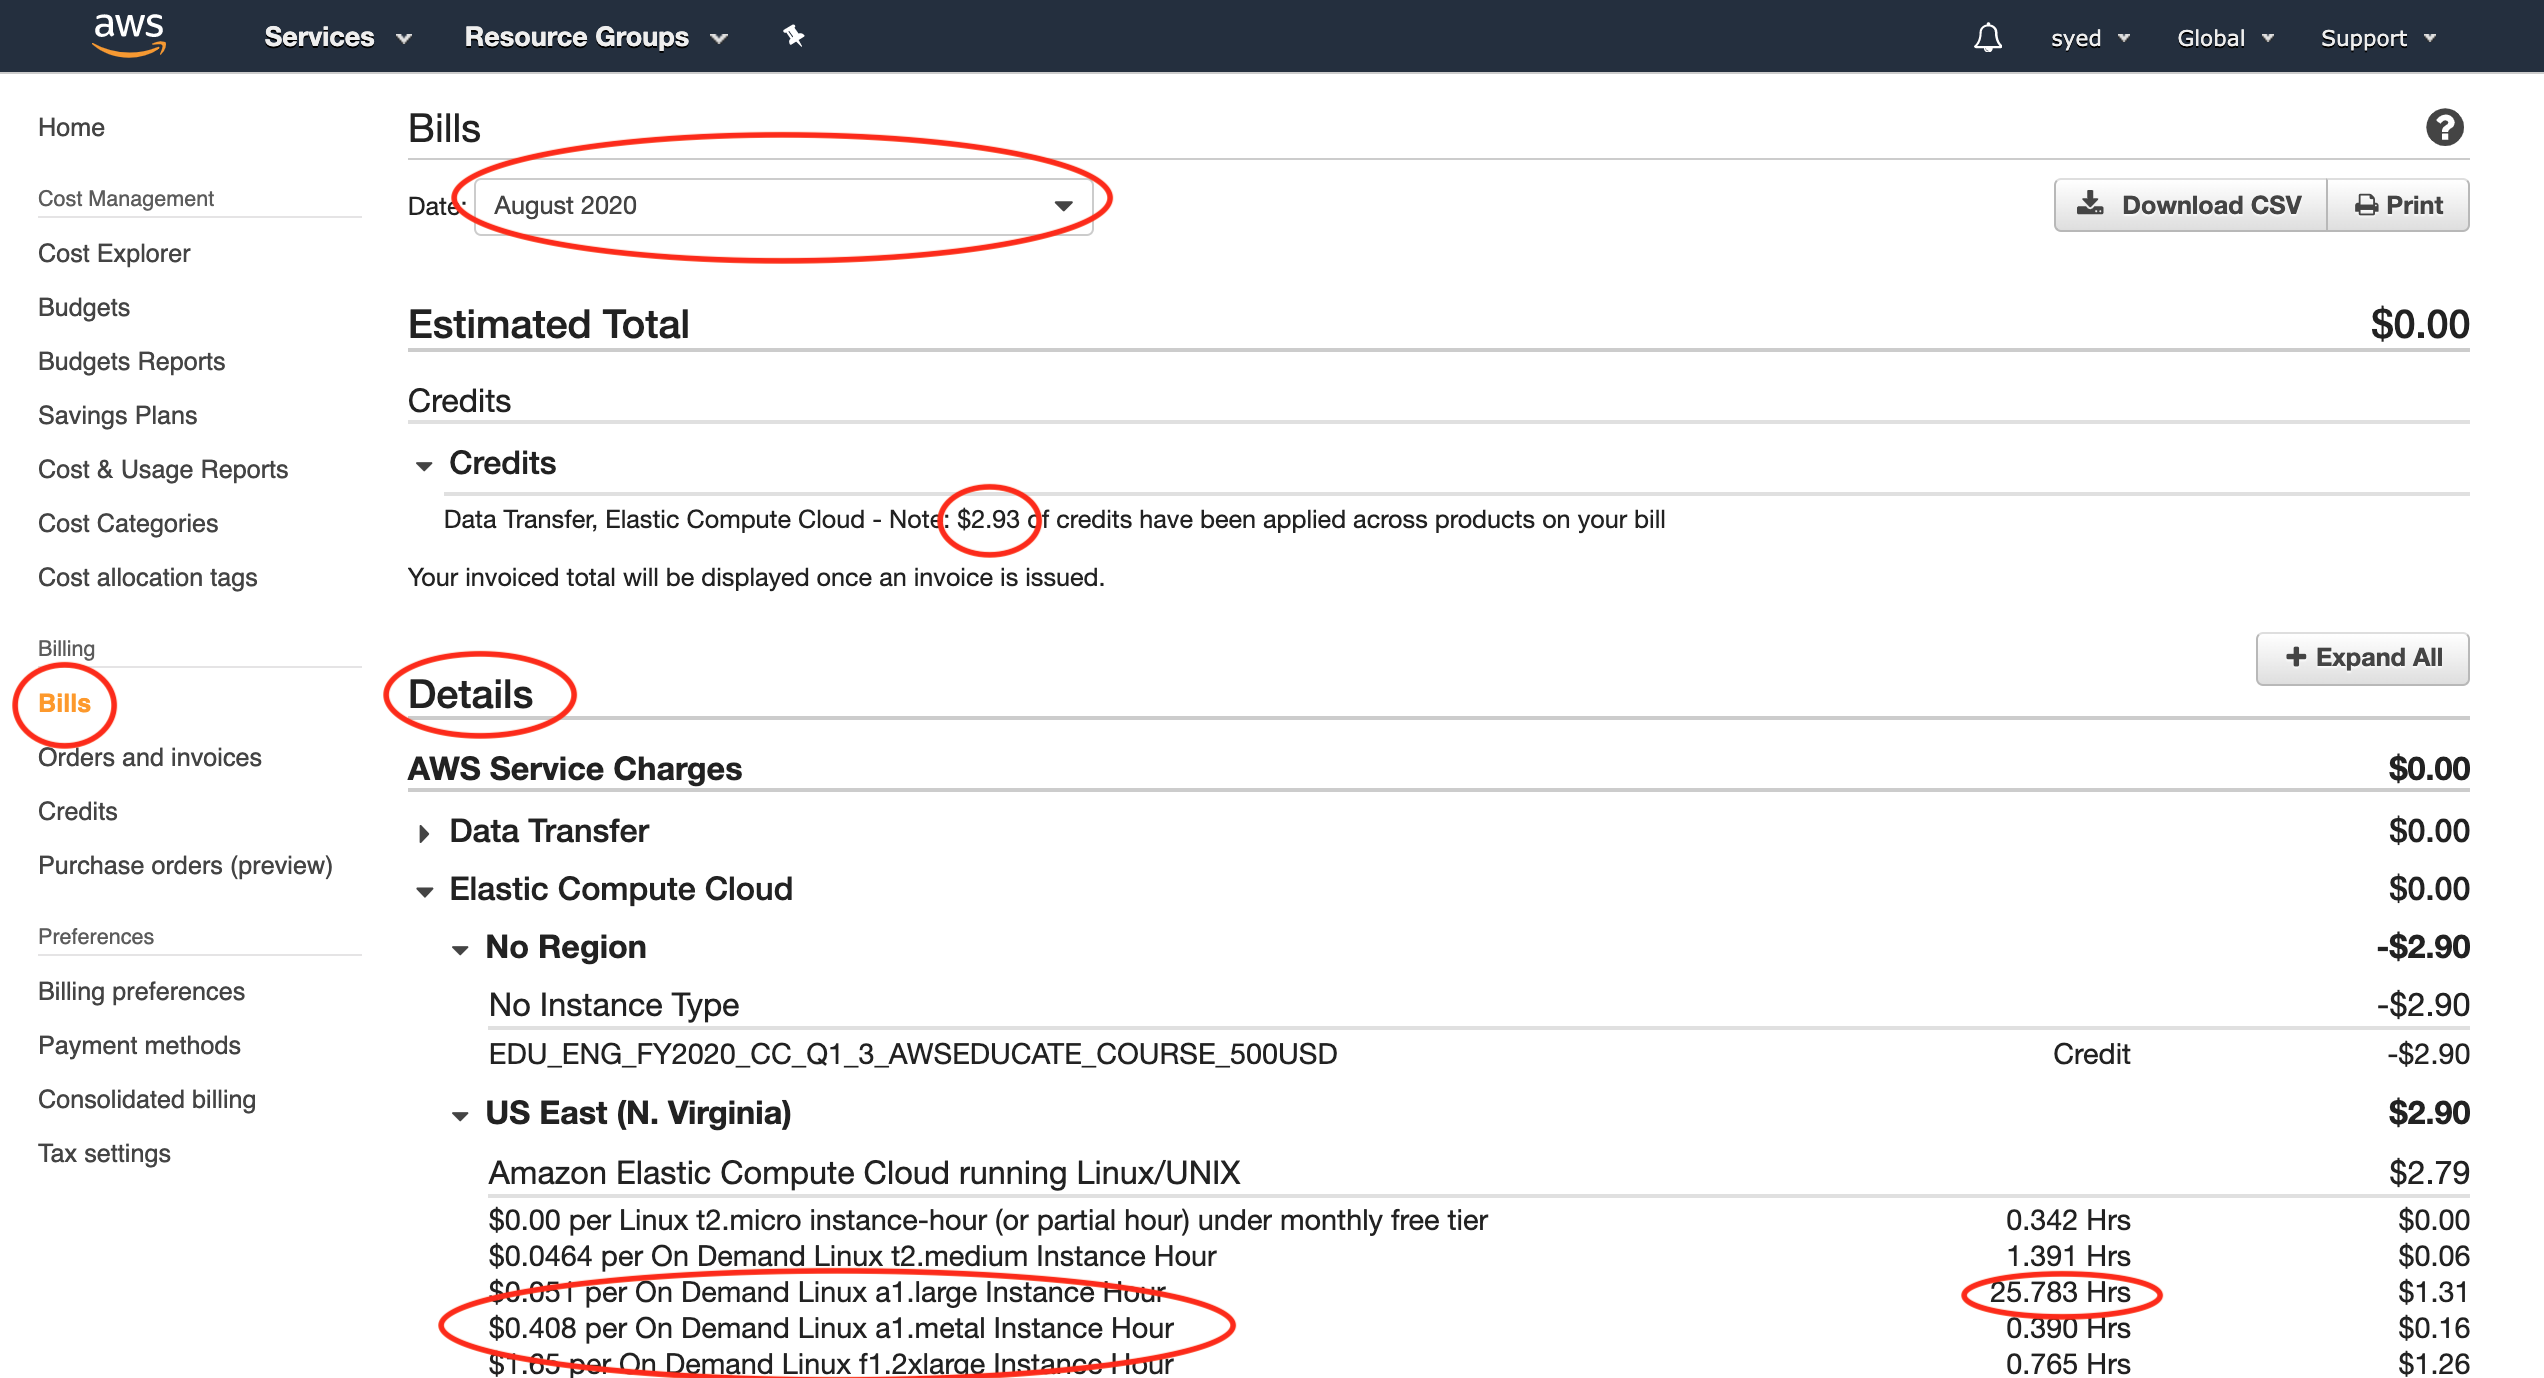 aws Services Resource Groups syed Global Support
Home
Cost Management
Cost Explorer
Budgets
Budgets Reports
Savings Plans
Cost & Usage Reports
Cost Categories
Cost allocation tags
Billing
Bills
Orders and invoices
Credits
Purchase orders (preview)
Preferences
Billing preferences
Payment methods
Consolidated billing
Tax settings
Bills ?
Date: August 2020 Download CSV Print
Estimated Total $0.00
Credits
Credits
Data Transfer, Elastic Compute Cloud - Note: $2.93 of credits have been applied across products on your bill
Your invoiced total will be displayed once an invoice is issued.
Details + Expand All
AWS Service Charges $0.00
Data Transfer $0.00
Elastic Compute Cloud $0.00
No Region -$2.90
No Instance Type -$2.90
EDU_ENG_FY2020_CC_Q1_3_AWSEDUCATE_COURSE_500USD Credit -$2.90
US East (N. Virginia) $2.90
Amazon Elastic Compute Cloud running Linux/UNIX $2.79
$0.00 per Linux t2.micro instance-hour (or partial hour) under monthly free tier 0.342 Hrs $0.00
$0.0464 per On Demand Linux t2.medium Instance Hour 1.391 Hrs $0.06
$0.051 per On Demand Linux a1.large Instance Hour 25.783 Hrs $1.31
$0.408 per On Demand Linux a1.metal Instance Hour 0.390 Hrs $0.16
$1.65 per On Demand Linux f1.2xlarge Instance Hour 0.765 Hrs $1.26